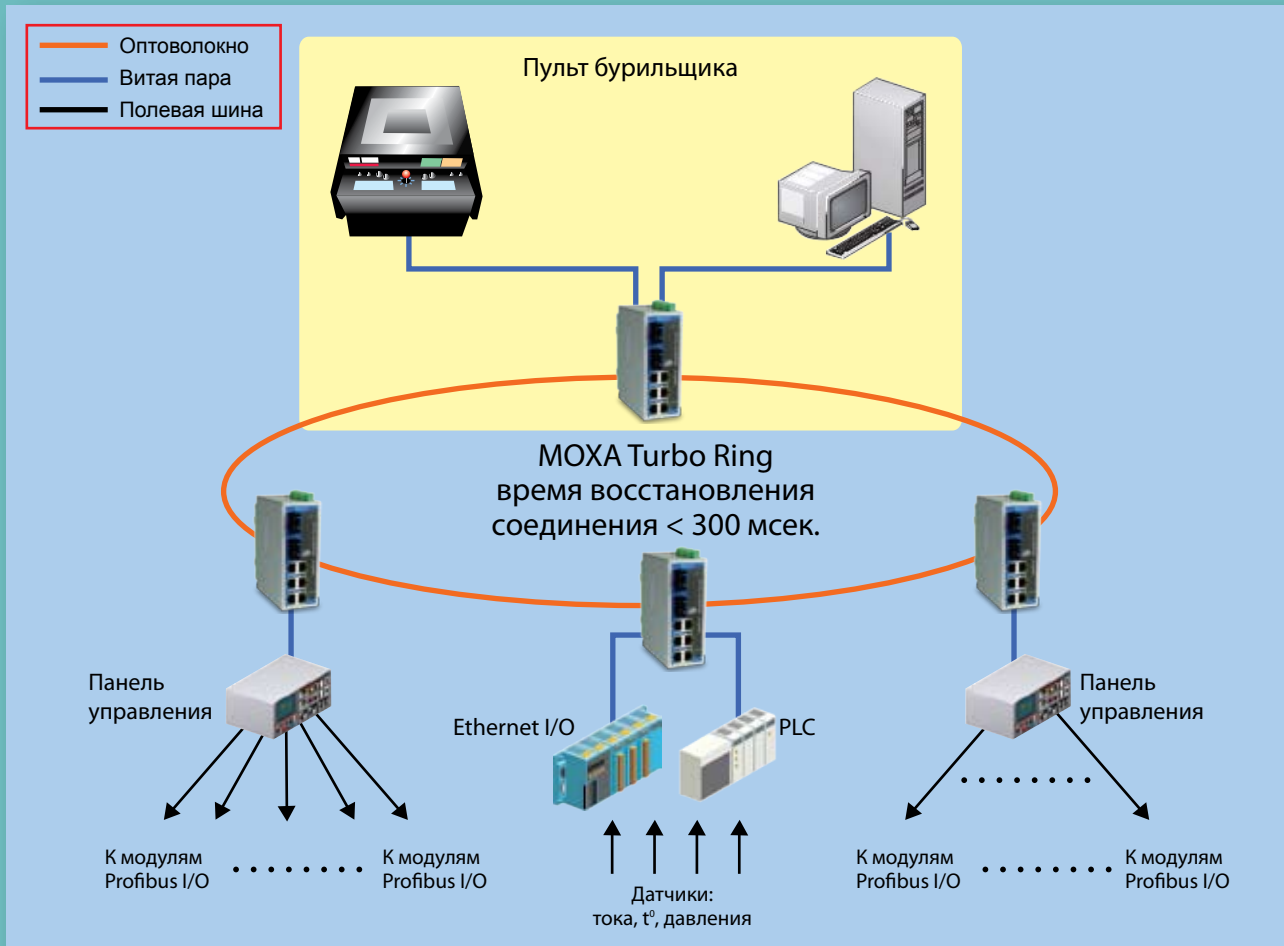 Оптоволокно
Витая пара
Полевая шина
Пульт бурильщика
MOXA Turbo Ring
время восстановления
соединения < 300 мсек.
Панель
управления
Ethernet I/O
PLC
Панель
управления
К модулям
Profibus I/O
К модулям
Profibus I/O
Датчики:
тока, t⁰, давления
К модулям
Profibus I/O
К модулям
Profibus I/O